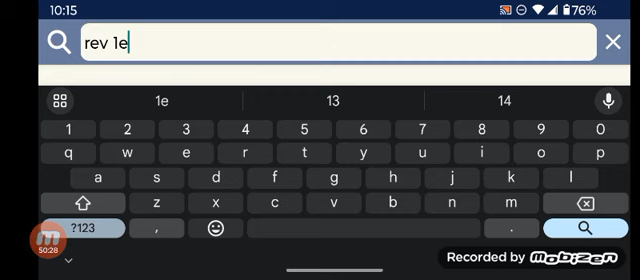 10:15
76%
rev 1e
1e 13 14
1 2 3 4 5 6 7 8 9 0
q w e r t y u i o p
a s d f g h j k l
z x c v b n m
?123 , .
50:28
Recorded by mobizen